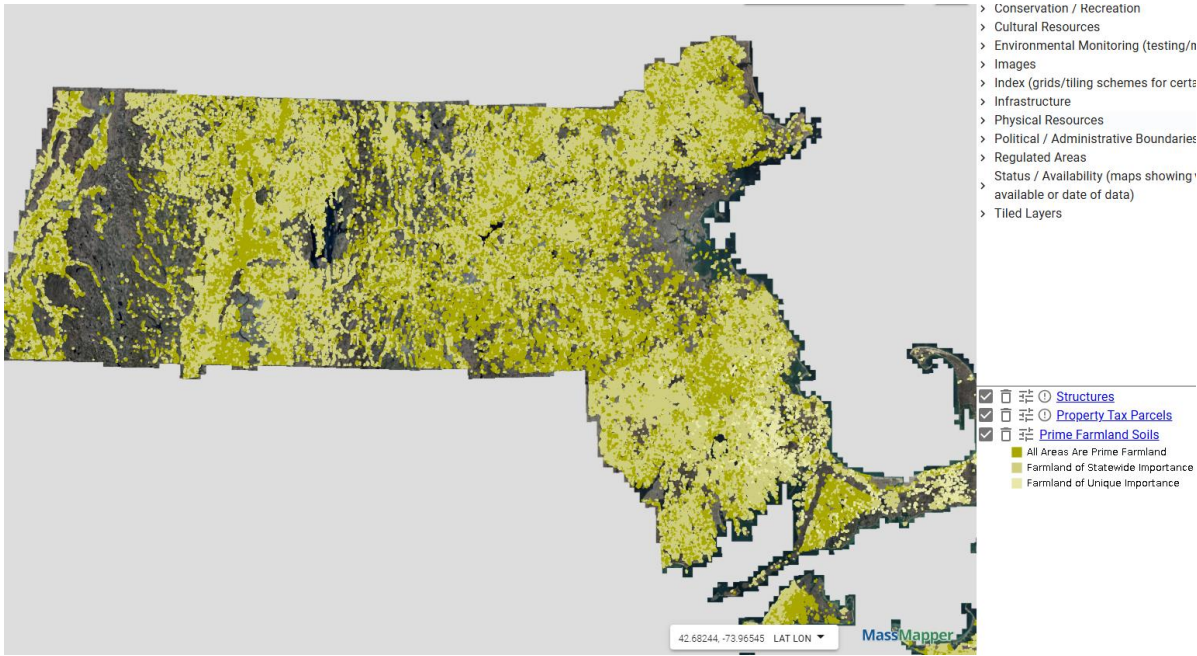 Conservation / Recreation
Cultural Resources
Environmental Monitoring (testing/m
Images
Index (grids/tiling schemes for certa
Infrastructure
Physical Resources
Political / Administrative Boundaries
Regulated Areas
Status / Availability (maps showing
available or date of data)
Tiled Layers
Structures
Property Tax Parcels
Prime Farmland Soils
All Areas Are Prime Farmland
Farmland of Statewide Importance
Farmland of Unique Importance
42.68244, -73.96545 LAT LON
MassMapper